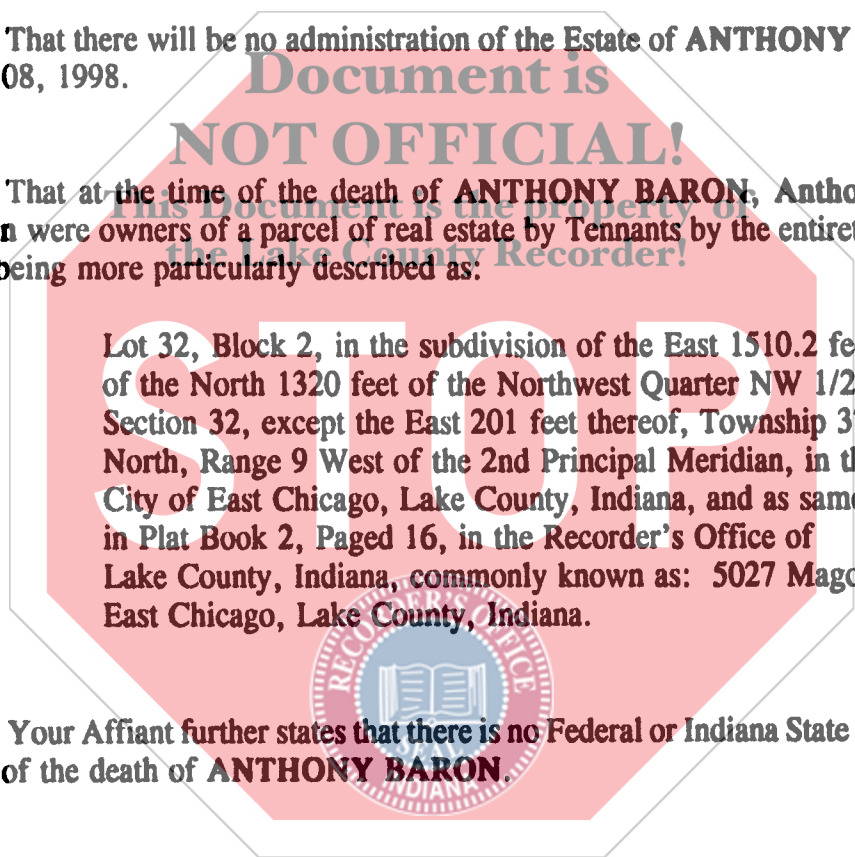 That there will be no administration of the Estate of ANTHONY
08, 1998.
Document is
NOT OFFICIAL!
This Document is the property of
the Lake County Recorder!
That at the time of the death of ANTHONY BARON, Antho
n were owners of a parcel of real estate by Tennants by the entiret
being more particularly described as:
STOP
Lot 32, Block 2, in the subdivision of the East 1510.2 fe
of the North 1320 feet of the Northwest Quarter NW 1/2
Section 32, except the East 201 feet thereof, Township 3
North, Range 9 West of the 2nd Principal Meridian, in th
City of East Chicago, Lake County, Indiana, and as same
in Plat Book 2, Paged 16, in the Recorder's Office of
Lake County, Indiana, commonly known as: 5027 Mago
East Chicago, Lake County, Indiana.
RECORDER'S OFFICE
SEAL
INDIANA
Your Affiant further states that there is no Federal or Indiana State
of the death of ANTHONY BARON.